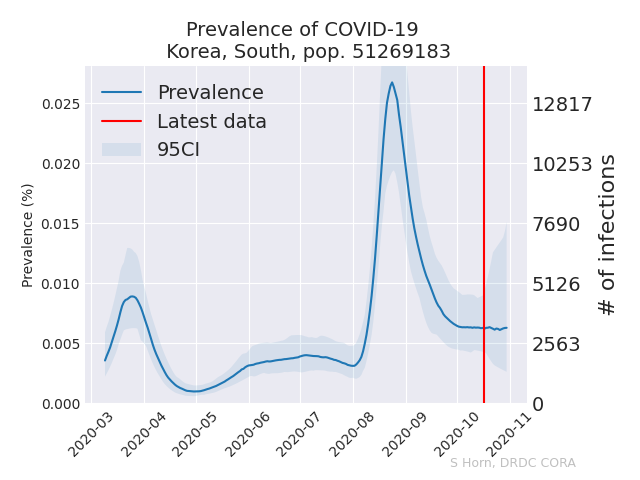 Prevalence of COVID-19
Korea, South, pop. 51269183
Prevalence
Latest data
95CI
0.025
0.020
0.015
0.010
0.005
0.000
Prevalence (%)
12817
10253
7690
5126
2563
0
# of infections
2020-03
2020-04
2020-05
2020-06
2020-07
2020-08
2020-09
2020-10
2020-11
S Horn, DRDC CORA